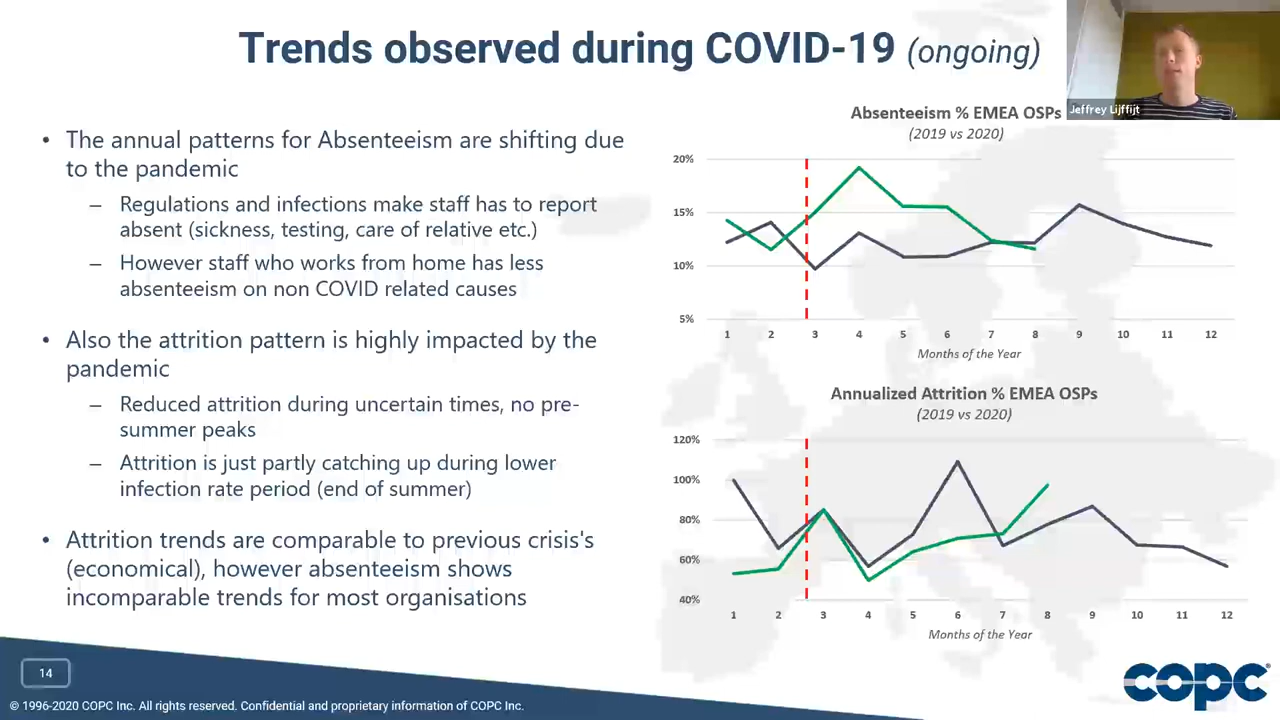 Trends observed during COVID-19 (ongoing)
Jeffrey Lijffijt
• The annual patterns for Absenteeism are shifting due
to the pandemic
– Regulations and infections make staff has to report
absent (sickness, testing, care of relative etc.)
– However staff who works from home has less
absenteeism on non COVID related causes
• Also the attrition pattern is highly impacted by the
pandemic
– Reduced attrition during uncertain times, no pre-
summer peaks
– Attrition is just partly catching up during lower
infection rate period (end of summer)
• Attrition trends are comparable to previous crisis's
(economical), however absenteeism shows
incomparable trends for most organisations
Absenteeism % EMEA OSPs
(2019 vs 2020)
20%
15%
10%
5%
1 2 3 4 5 6 7 8 9 10 11 12
Months of the Year
Annualized Attrition % EMEA OSPs
(2019 vs 2020)
120%
100%
80%
60%
40%
1 2 3 4 5 6 7 8 9 10 11 12
Months of the Year
14
© 1996-2020 COPC Inc. All rights reserved. Confidential and proprietary information of COPC Inc.
copc®